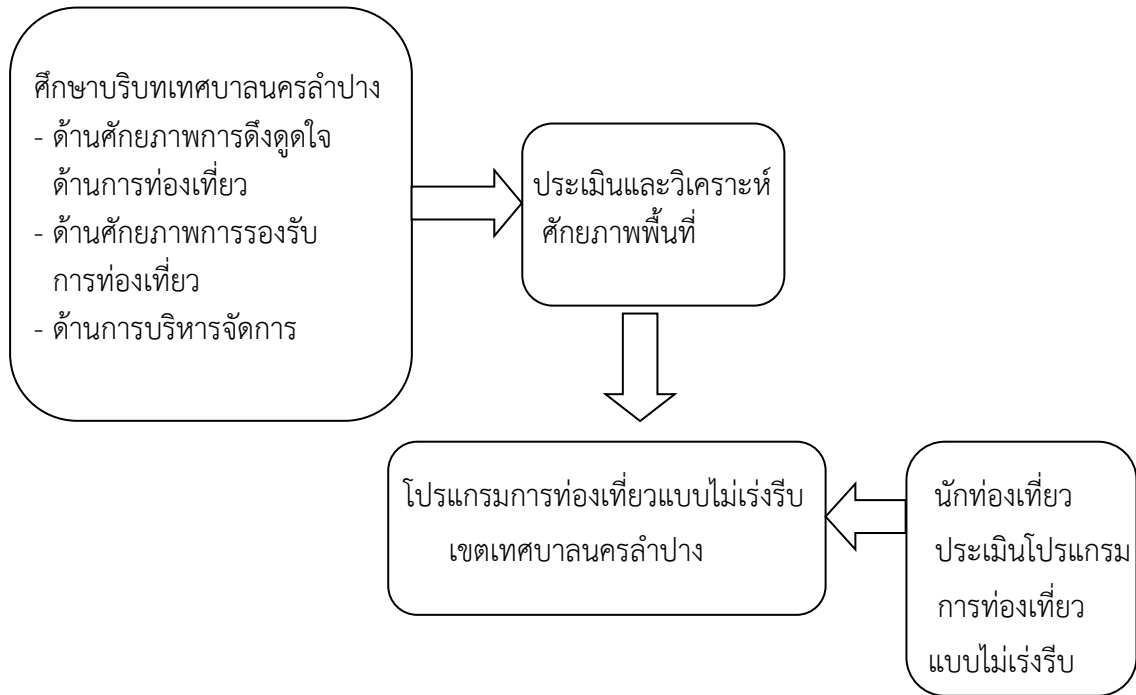 ศึกษาบริบทเทศบาลนครลำปาง
- ด้านศักยภาพการดึงดูดใจ
ด้านการท่องเที่ยว
- ด้านศักยภาพการรองรับ
การท่องเที่ยว
- ด้านการบริหารจัดการ
ประเมินและวิเคราะห์
ศักยภาพพื้นที่
โปรแกรมการท่องเที่ยวแบบไม่เร่งรีบ
เขตเทศบาลนครลำปาง
นักท่องเที่ยว
ประเมินโปรแกรม
การท่องเที่ยว
แบบไม่เร่งรีบ